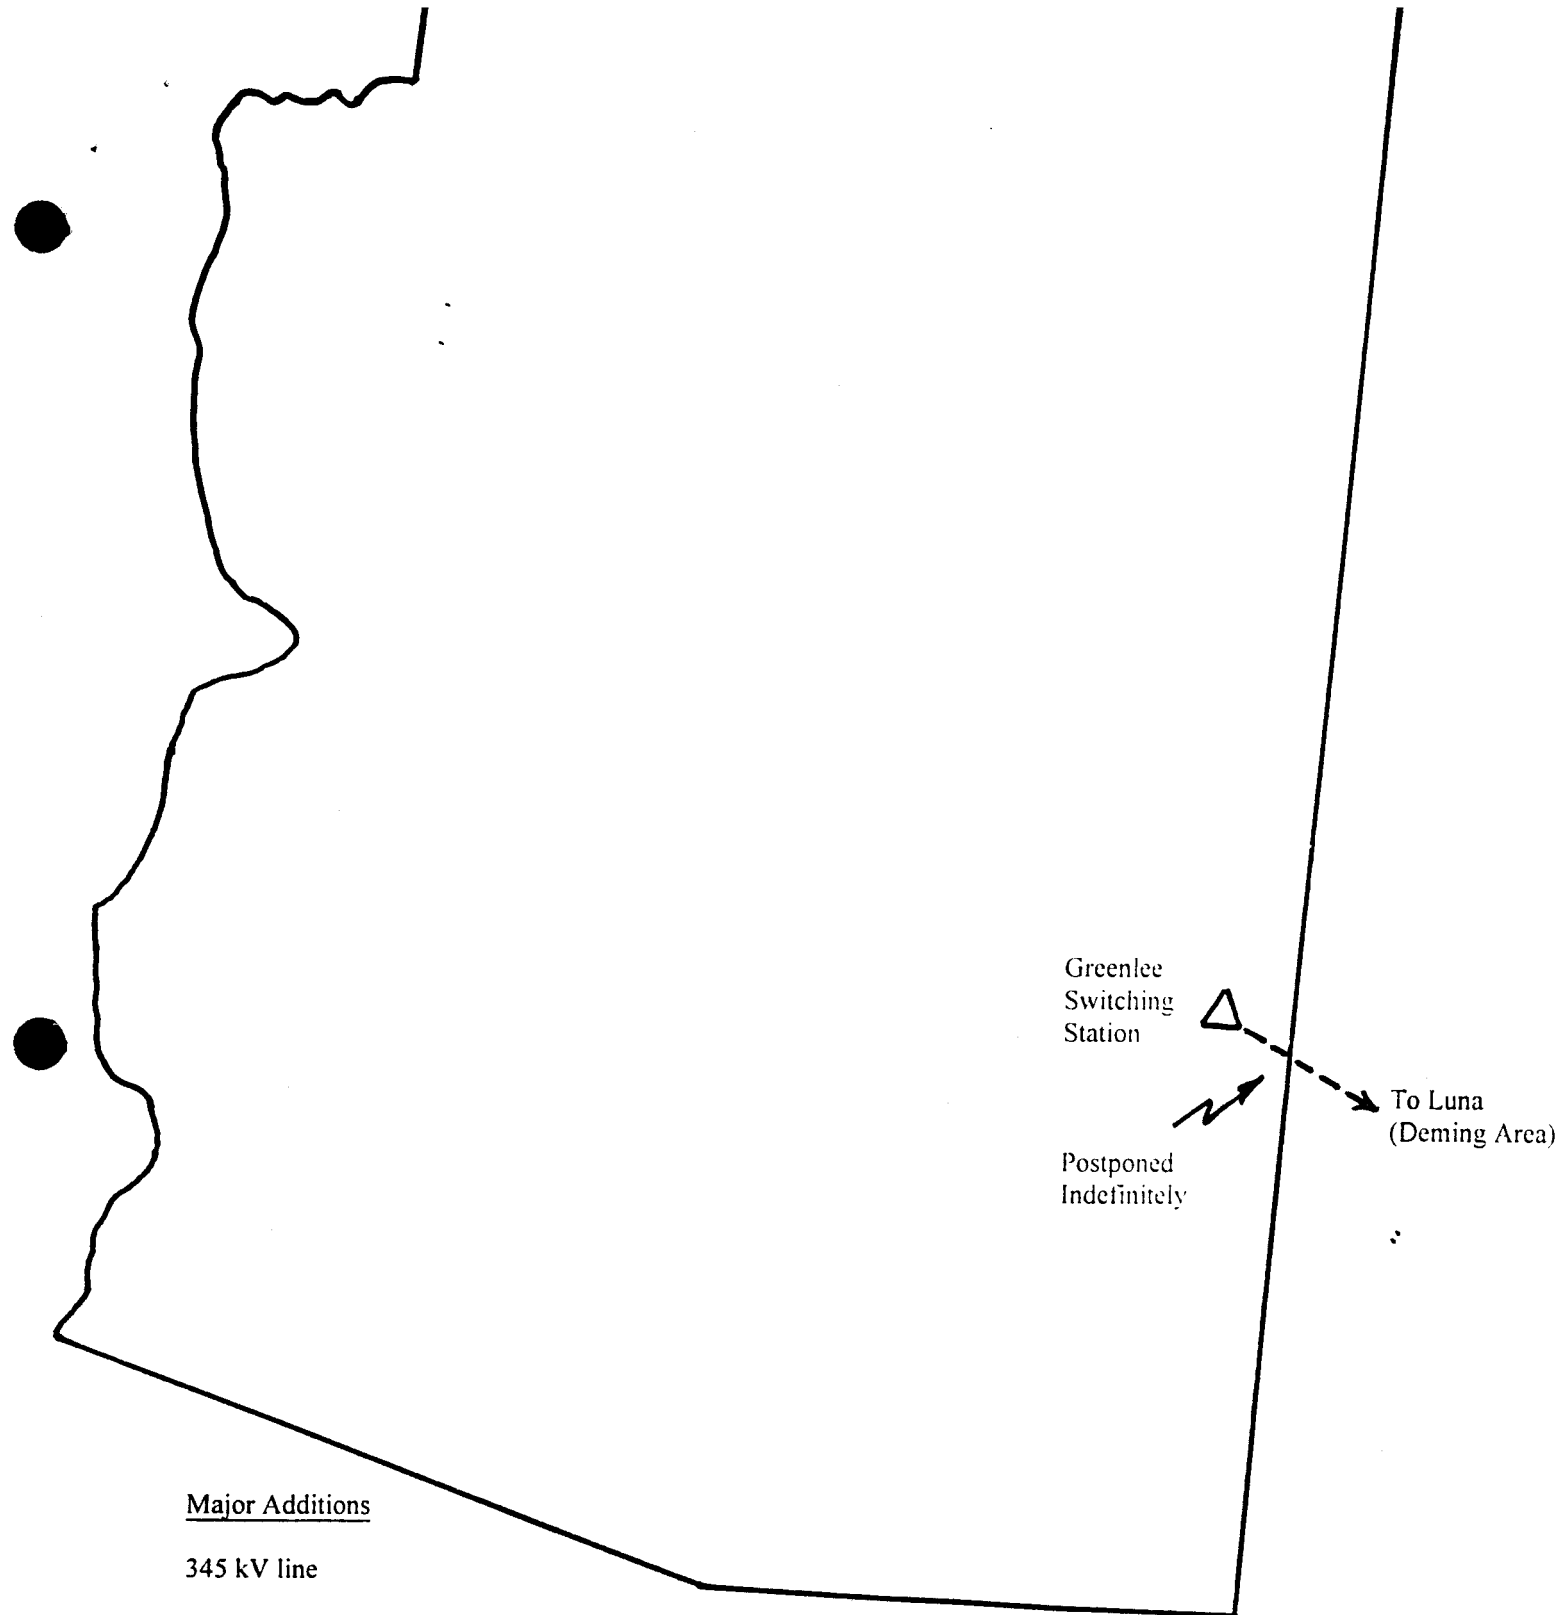 Greenlee
Switching
Station
To Luna
(Deming Area)
Postponed
Indefinitely
Major Additions
345 kV line